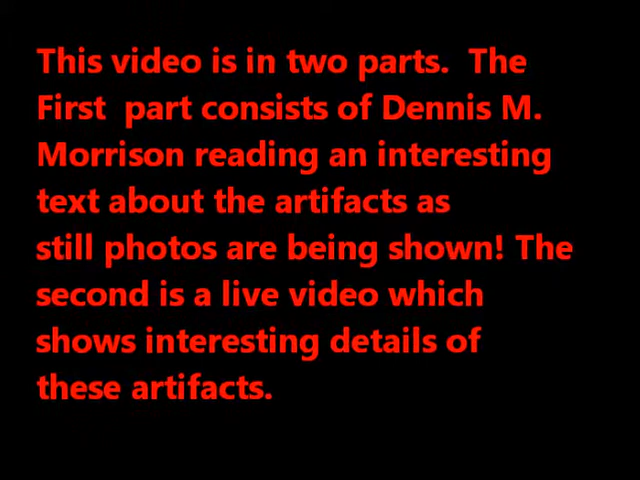 This video is in two parts.  The
First  part consists of Dennis M.
Morrison reading an interesting
text about the artifacts as
still photos are being shown! The
second is a live video which
shows interesting details of
these artifacts.